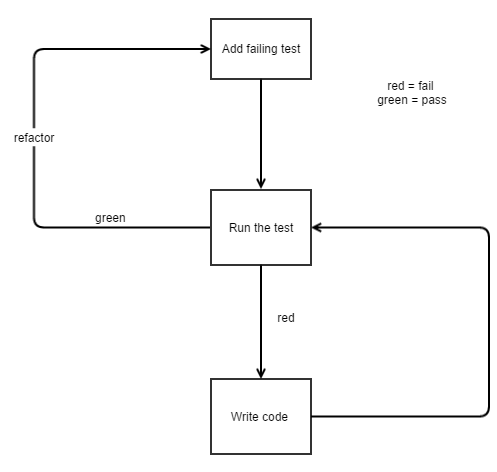 Add failing test
red = fail
green = pass
refactor
green
Run the test
red
Write code